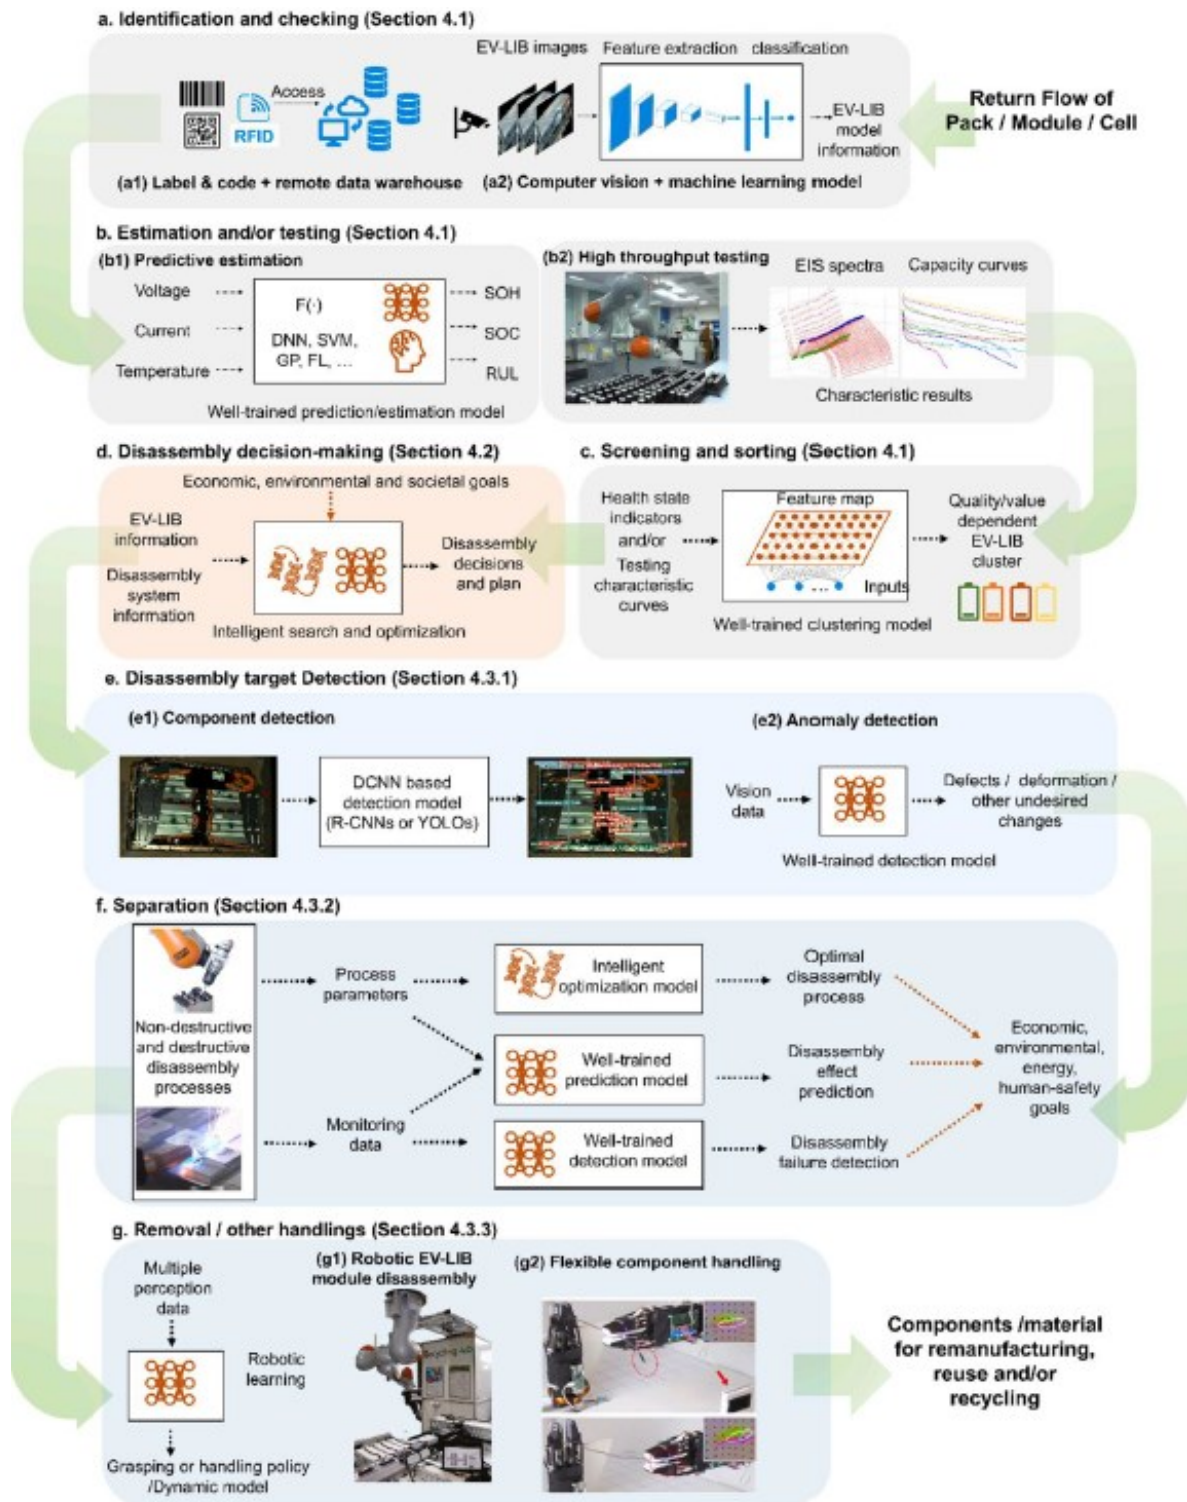 a. Identification and checking (Section 4.1)
EV-LIB images
Feature extraction
classification
Access
RFID
EV-LIB
model
information
(a1) Label & code + remote data warehouse
(a2) Computer vision + machine learning model
Return Flow of
Pack / Module / Cell
b. Estimation and/or testing (Section 4.1)
(b1) Predictive estimation
Voltage
Current
Temperature
F(·)
DNN, SVM,
GP, FL, ...
SOH
SOC
RUL
Well-trained prediction/estimation model
(b2) High throughput testing
EIS spectra
Capacity curves
Characteristic results
d. Disassembly decision-making (Section 4.2)
Economic, environmental and societal goals
EV-LIB
information
Disassembly
system
information
Disassembly
decisions
and plan
Intelligent search and optimization
c. Screening and sorting (Section 4.1)
Health state
indicators
and/or
Testing
characteristic
curves
Feature map
...
Inputs
Well-trained clustering model
Quality/value
dependent
EV-LIB
cluster
e. Disassembly target Detection (Section 4.3.1)
(e1) Component detection
DCNN based
detection model
(R-CNNs or YOLOs)
(e2) Anomaly detection
Vision
data
Defects / deformation /
other undesired
changes
Well-trained detection model
f. Separation (Section 4.3.2)
Non-destructive
and destructive
disassembly
processes
Process
parameters
Monitoring
data
Intelligent
optimization model
Well-trained
prediction model
Well-trained
detection model
Optimal
disassembly
process
Disassembly
effect
prediction
Disassembly
failure detection
Economic,
environmental,
energy,
human-safety
goals
g. Removal / other handlings (Section 4.3.3)
Multiple
perception
data
Robotic
learning
Grasping or handling policy
/Dynamic model
(g1) Robotic EV-LIB
module disassembly
(g2) Flexible component handling
Components /material
for remanufacturing,
reuse and/or
recycling